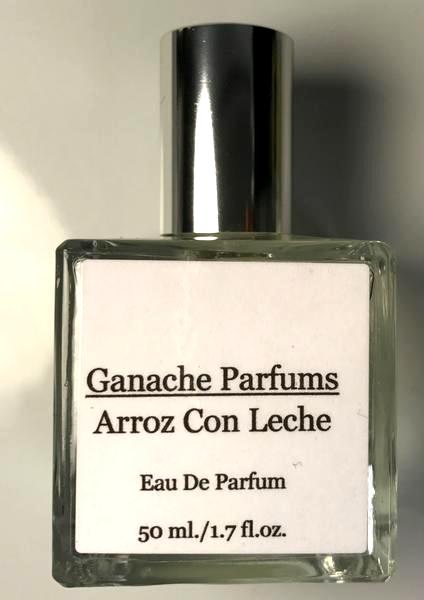 Ganache Parfums
Arroz Con Leche
Eau De Parfum
50 ml./1.7 fl.oz.